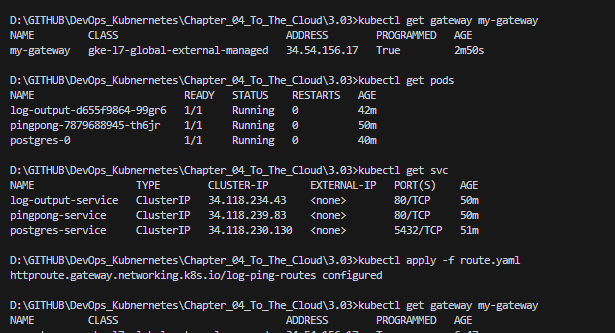 D:\GITHUB\DevOps_Kubnernetes\Chapter_04_To_The_Cloud\3.03>kubectl get gateway my-gateway
NAME CLASS ADDRESS PROGRAMMED AGE
my-gateway gke-l7-global-external-managed 34.54.156.17 True 2m50s
D:\GITHUB\DevOps_Kubnernetes\Chapter_04_To_The_Cloud\3.03>kubectl get pods
NAME READY STATUS RESTARTS AGE
log-output-d655f9864-99gr6 1/1 Running 0 42m
pingpong-7879688945-th6jr 1/1 Running 0 50m
postgres-0 1/1 Running 0 40m
D:\GITHUB\DevOps_Kubnernetes\Chapter_04_To_The_Cloud\3.03>kubectl get svc
NAME TYPE CLUSTER-IP EXTERNAL-IP PORT(S) AGE
log-output-service ClusterIP 34.118.234.43 <none> 80/TCP 50m
pingpong-service ClusterIP 34.118.239.83 <none> 80/TCP 50m
postgres-service ClusterIP 34.118.230.130 <none> 5432/TCP 51m
D:\GITHUB\DevOps_Kubnernetes\Chapter_04_To_The_Cloud\3.03>kubectl apply -f route.yaml
httproute.gateway.networking.k8s.io/log-ping-routes configured
D:\GITHUB\DevOps_Kubnernetes\Chapter_04_To_The_Cloud\3.03>kubectl get gateway my-gateway
NAME CLASS ADDRESS PROGRAMMED AGE